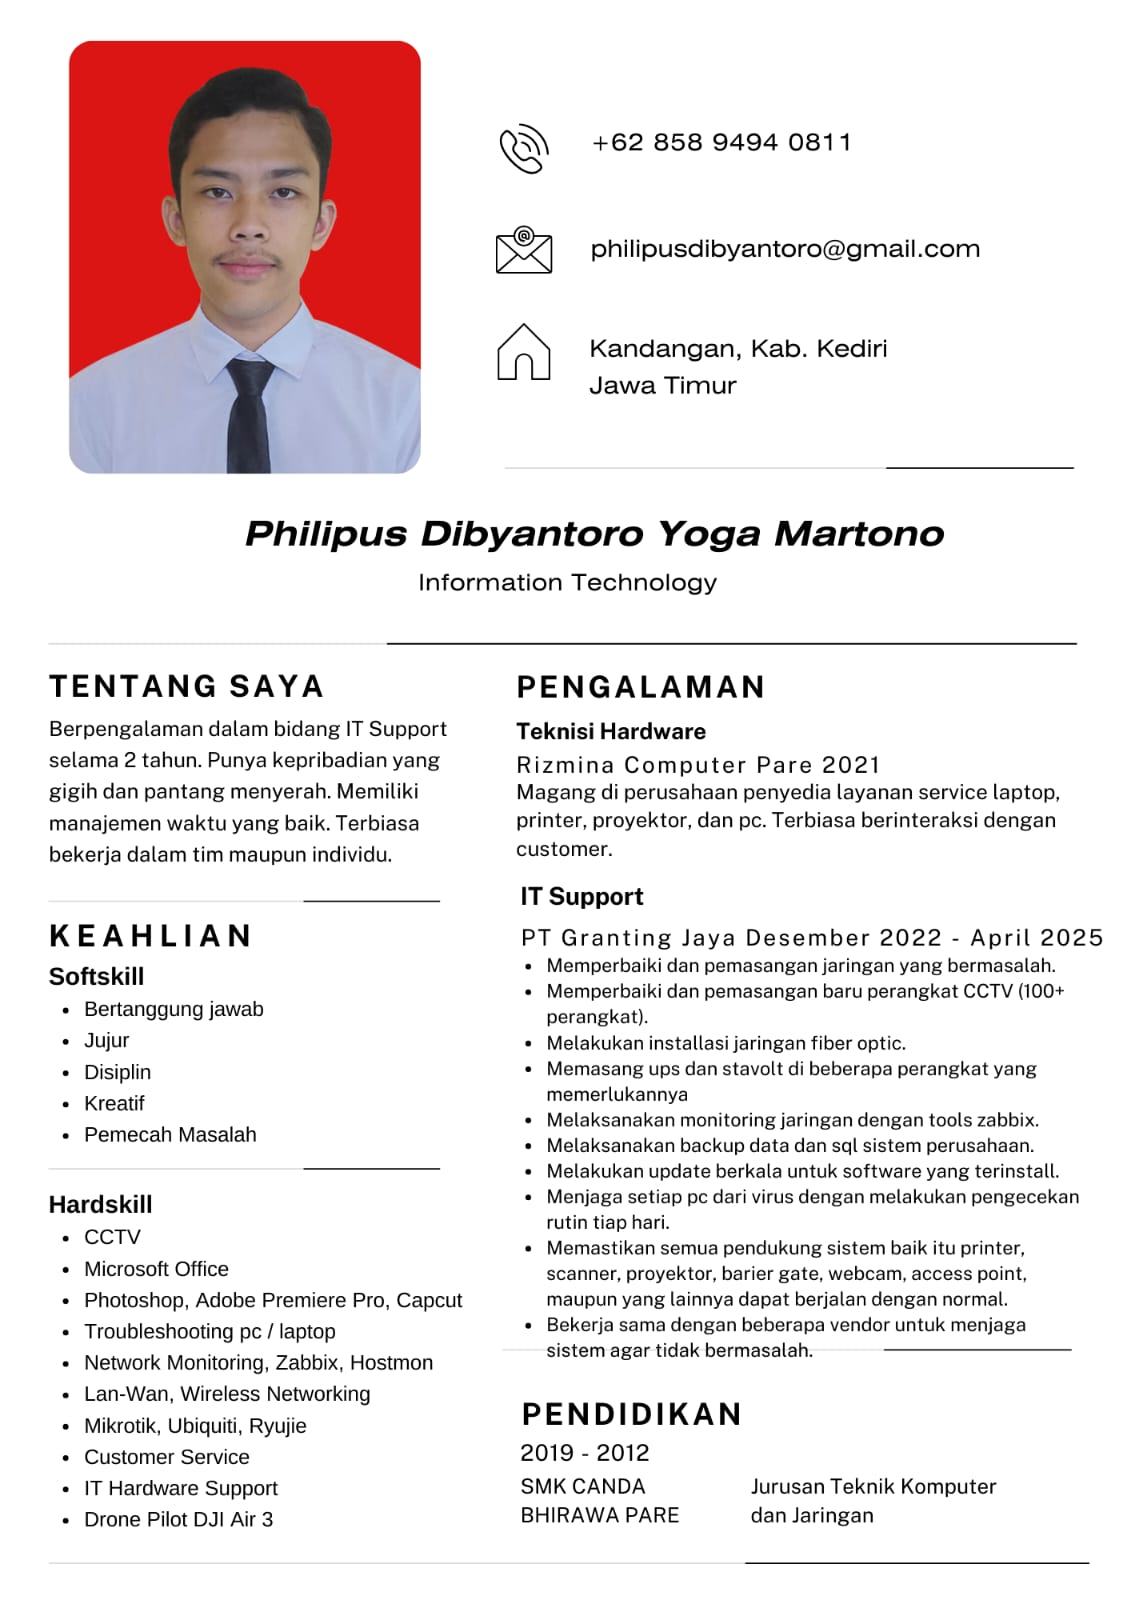 +62 858 9494 0811
philipusdibyantoro@gmail.com
Kandangan, Kab. Kediri
Jawa Timur
Philipus Dibyantoro Yoga Martono
Information Technology
TENTANG SAYA
Berpengalaman dalam bidang IT Support
selama 2 tahun. Punya kepribadian yang
gigih dan pantang menyerah. Memiliki
manajemen waktu yang baik. Terbiasa
bekerja dalam tim maupun individu.
KEAHLIAN
Softskill
• Bertanggung jawab
• Jujur
• Disiplin
• Kreatif
• Pemecah Masalah
Hardskill
• CCTV
• Microsoft Office
• Photoshop, Adobe Premiere Pro, Capcut
• Troubleshooting pc / laptop
• Network Monitoring, Zabbix, Hostmon
• Lan-Wan, Wireless Networking
• Mikrotik, Ubiquiti, Ryujie
• Customer Service
• IT Hardware Support
• Drone Pilot DJI Air 3
PENGALAMAN
Teknisi Hardware
Rizmina Computer Pare 2021
Magang di perusahaan penyedia layanan service laptop,
printer, proyektor, dan pc. Terbiasa berinteraksi dengan
customer.
IT Support
PT Granting Jaya Desember 2022 - April 2025
• Memperbaiki dan pemasangan jaringan yang bermasalah.
• Memperbaiki dan pemasangan baru perangkat CCTV (100+
perangkat).
• Melakukan installasi jaringan fiber optic.
• Memasang ups dan stavolt di beberapa perangkat yang
memerlukannya
• Melaksanakan monitoring jaringan dengan tools zabbix.
• Melaksanakan backup data dan sql sistem perusahaan.
• Melakukan update berkala untuk software yang terinstall.
• Menjaga setiap pc dari virus dengan melakukan pengecekan
rutin tiap hari.
• Memastikan semua pendukung sistem baik itu printer,
scanner, proyektor, barier gate, webcam, access point,
maupun yang lainnya dapat berjalan dengan normal.
• Bekerja sama dengan beberapa vendor untuk menjaga
sistem agar tidak bermasalah.
PENDIDIKAN
2019 - 2012
SMK CANDA
BHIRAWA PARE
Jurusan Teknik Komputer
dan Jaringan